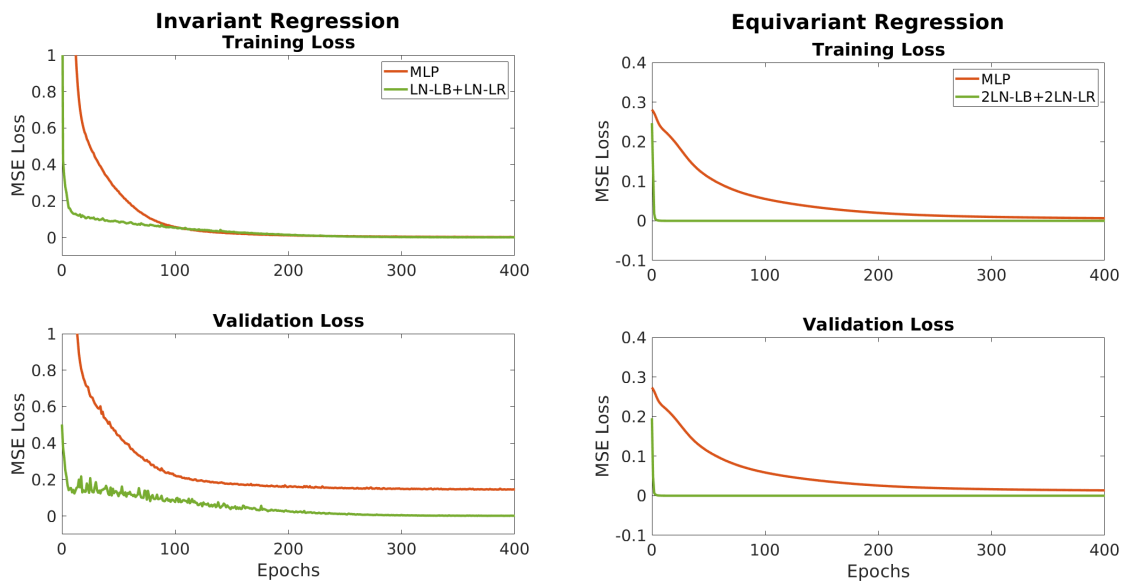 Invariant Regression
Training Loss
MSE Loss
1
0.8
0.6
0.4
0.2
0
0 100 200 300 400
MLP
LN-LB+LN-LR
Validation Loss
MSE Loss
1
0.8
0.6
0.4
0.2
0
0 100 200 300 400
Epochs
Equivariant Regression
Training Loss
MSE Loss
0.4
0.3
0.2
0.1
0
-0.1
0 100 200 300 400
MLP
2LN-LB+2LN-LR
Validation Loss
MSE Loss
0.4
0.3
0.2
0.1
0
-0.1
0 100 200 300 400
Epochs